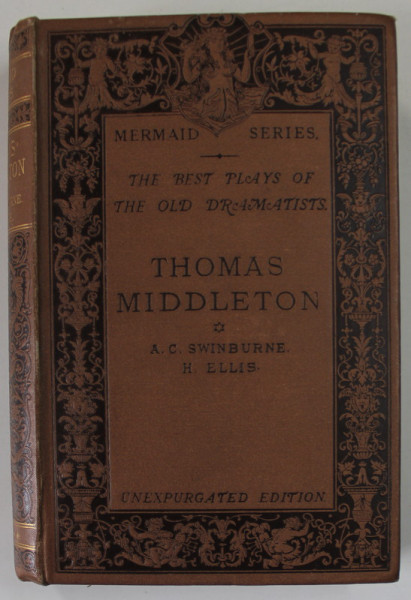 MERMAID SERIES.
THE BEST PLAYS OF
THE OLD DRAMATISTS.
THOMAS
MIDDLETON
A. C. SWINBURNE.
H. ELLIS.
UNEXPURGATED EDITION.